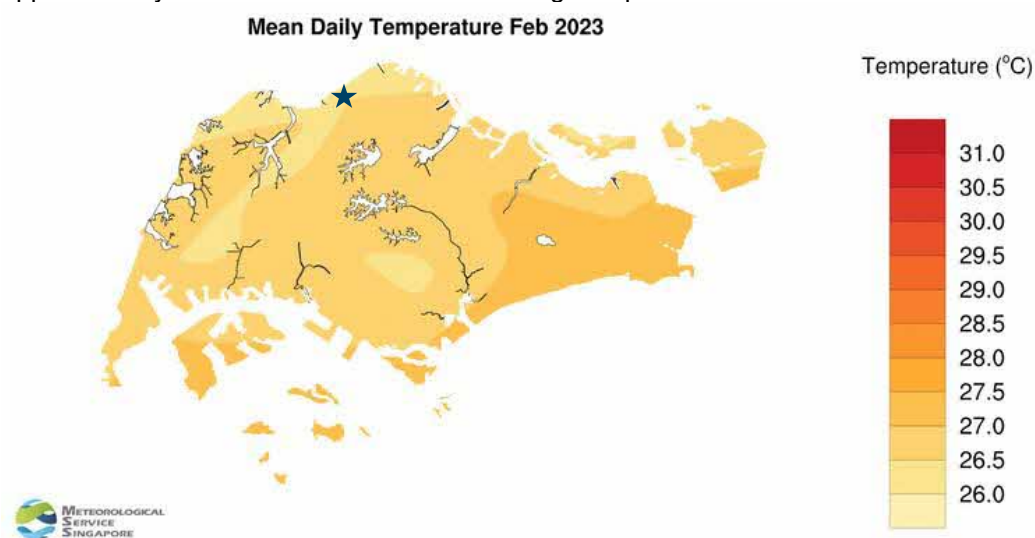 Mean Daily Temperature Feb 2023
Temperature (°C)
31.0
30.5
30.0
29.5
29.0
28.5
28.0
27.5
27.0
26.5
26.0
METEOROLOGICAL
SERVICE
SINGAPORE